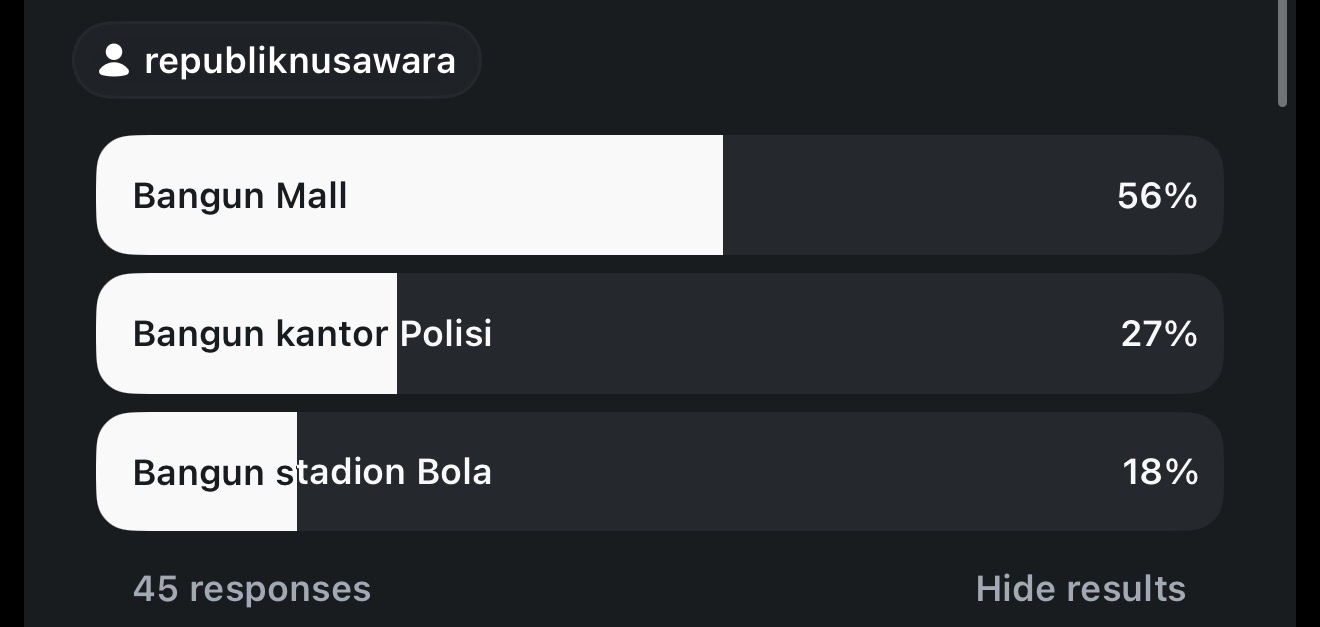 republiknusawara
Bangun Mall 56%
Bangun kantor Polisi 27%
Bangun stadion Bola 18%
45 responses Hide results